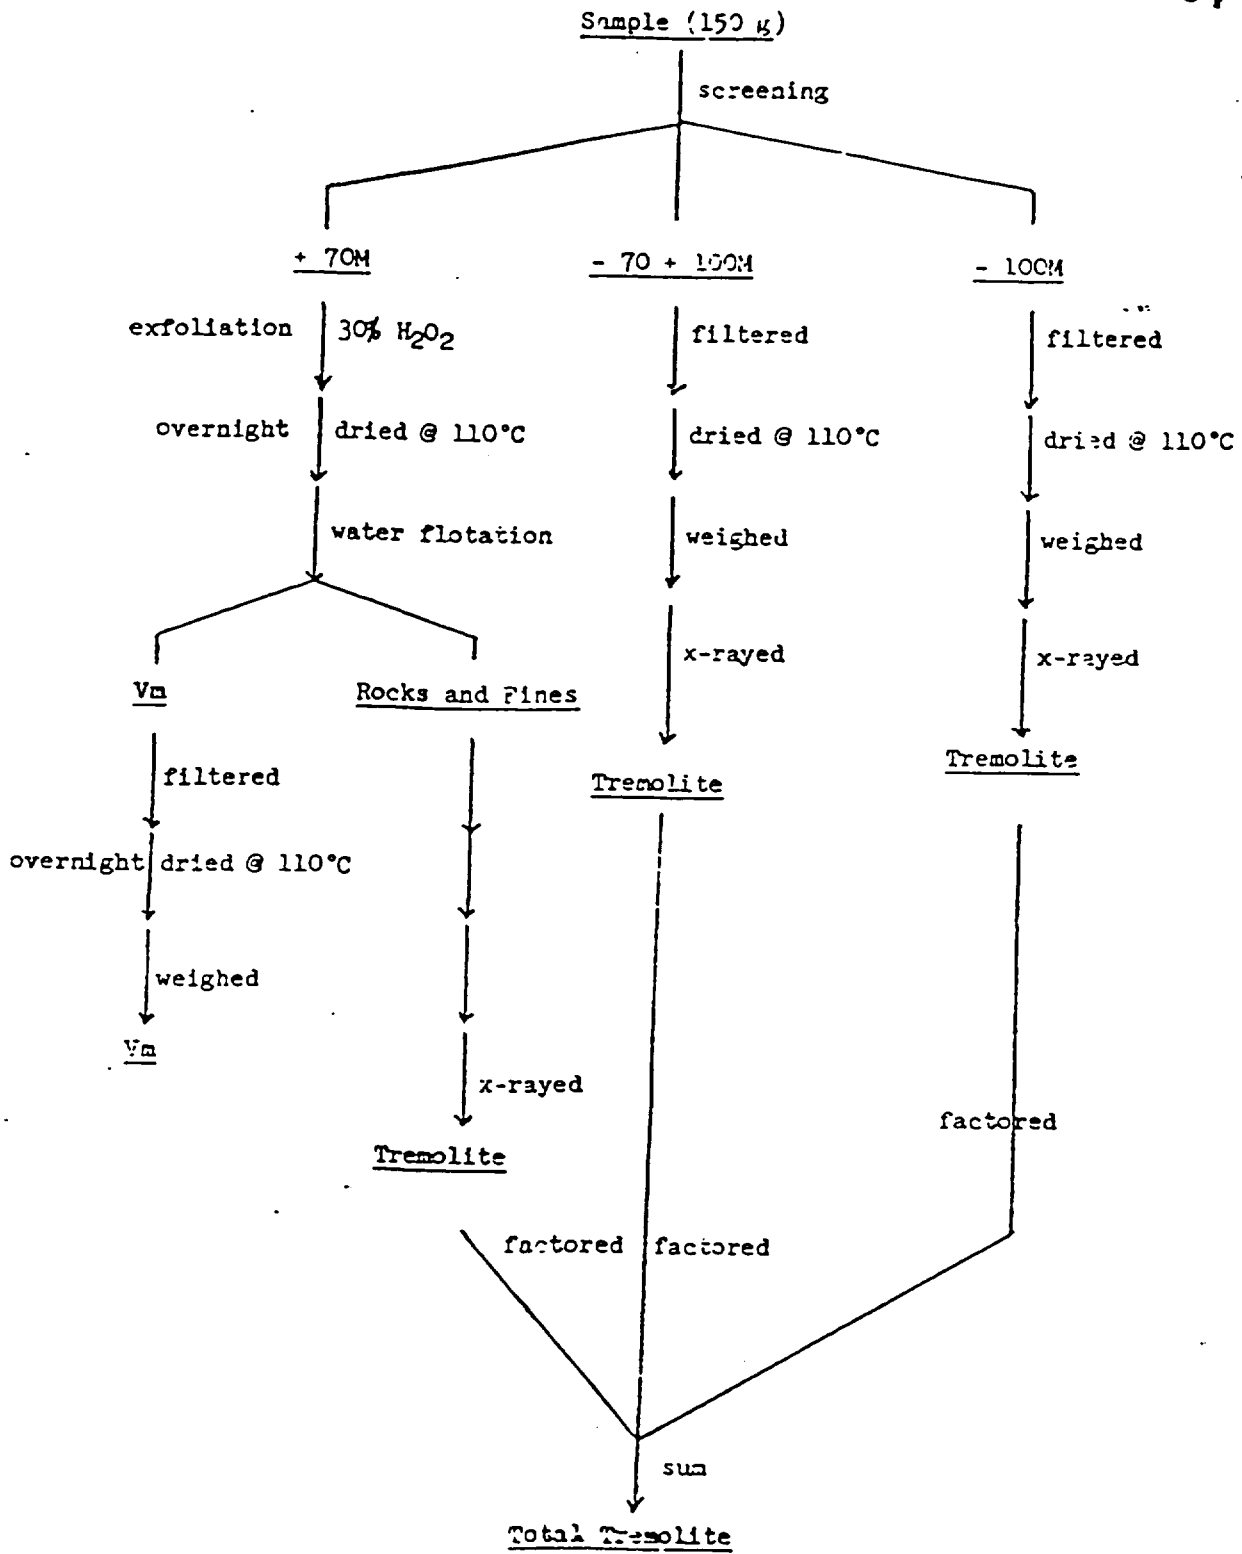 Sample (150 g)
screening
+ 70M
- 70 + 100M
- 100M
exfoliation 30% H₂O₂
filtered
filtered
overnight dried @ 110°C
dried @ 110°C
dried @ 110°C
water flotation
weighed
weighed
x-rayed
x-rayed
Vm
Rocks and Fines
Tremolite
Tremolite
filtered
overnight dried @ 110°C
weighed
Vm
x-rayed
Tremolite
factored
factored
factored
sum
Total Tremolite